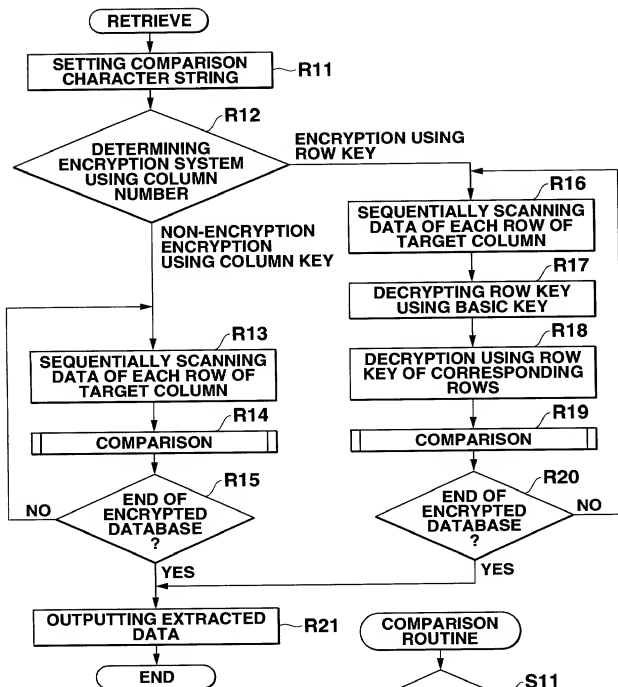 RETRIEVE
SETTING COMPARISON
CHARACTER STRING
R11
R12
DETERMINING
ENCRYPTION SYSTEM
USING COLUMN
NUMBER
ENCRYPTION USING
ROW KEY
NON-ENCRYPTION
ENCRYPTION
USING COLUMN KEY
R13
SEQUENTIALLY SCANNING
DATA OF EACH ROW OF
TARGET COLUMN
R14
COMPARISON
R15
END OF
ENCRYPTED
DATABASE
?
NO
YES
R16
SEQUENTIALLY SCANNING
DATA OF EACH ROW OF
TARGET COLUMN
R17
DECRYPTING ROW KEY
USING BASIC KEY
R18
DECRYPTION USING ROW
KEY OF CORRESPONDING
ROWS
R19
COMPARISON
R20
END OF
ENCRYPTED
DATABASE
?
NO
YES
OUTPUTTING EXTRACTED
DATA
R21
END
COMPARISON
ROUTINE
S11